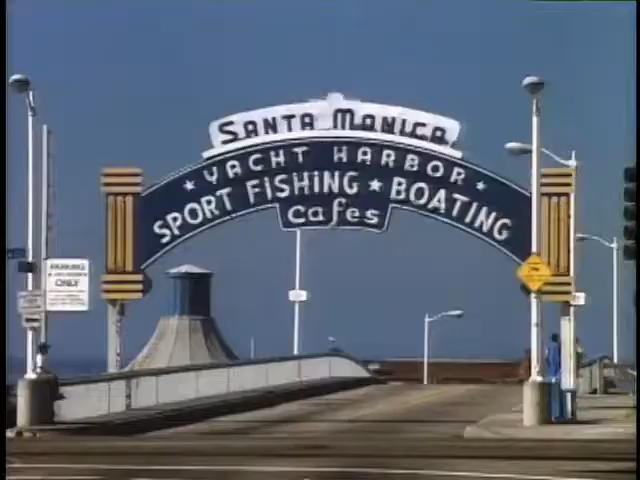 SANTA MONICA
★ YACHT HARBOR ★
SPORT FISHING ★ BOATING
cafes
PARKING
ONLY